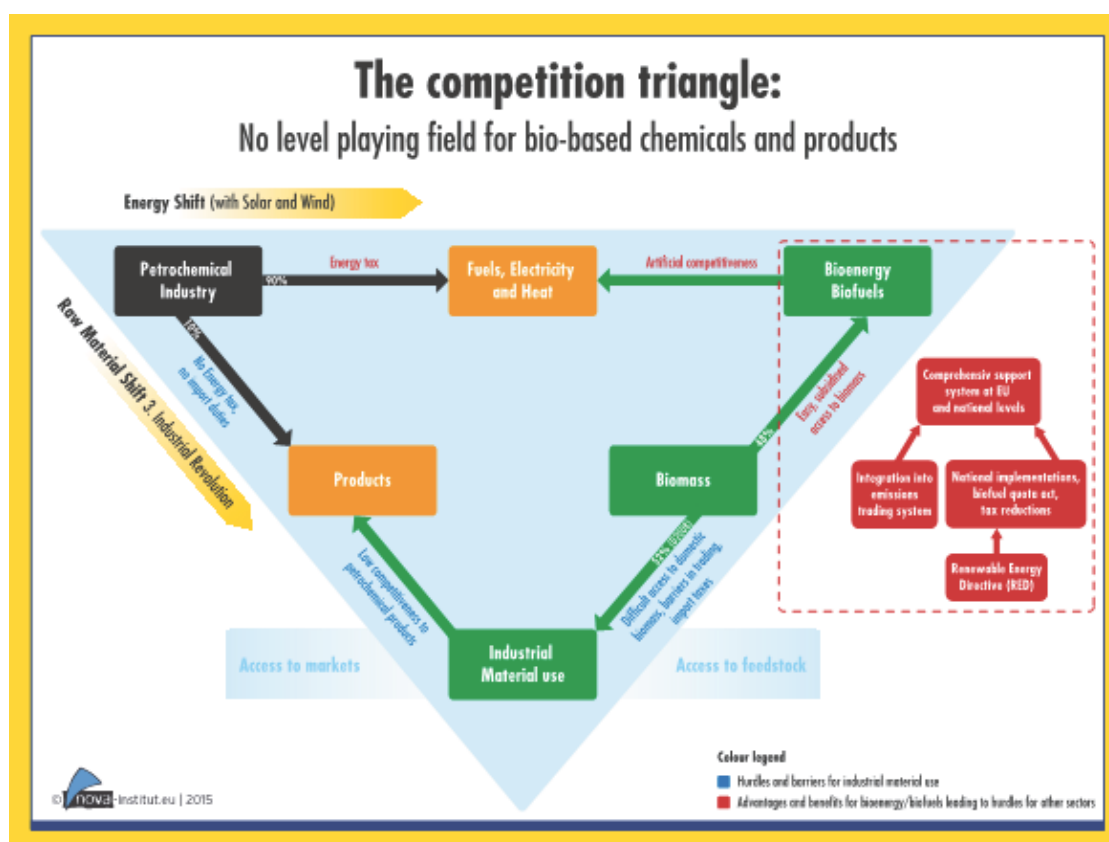 The competition triangle:
No level playing field for bio-based chemicals and products
Energy Shift (with Solar and Wind)
Petrochemical
Industry
90%
Energy tax
Fuels, Electricity
and Heat
Artificial competitiveness
Bioenergy
Biofuels
Raw Material Shift 3. Industrial Revolution
10%
No Energy tax,
no import duties
Easy, subsidised
access to biomass
48%
Comprehensiv support
system at EU
and national levels
Products
Biomass
Integration into
emissions
trading system
National implementations,
biofuel quota act,
tax reductions
Renewable Energy
Directive (RED)
Low competitiveness to
petrochemical products
52%
Difficult access to domestic
biomass, barriers in trading,
import taxes
Access to markets
Industrial
Material use
Access to feedstock
Colour legend
Hurdles and barriers for industrial material use
Advantages and benefits for bioenergy/biofuels leading to hurdles for other sectors
© nova-Institut.eu | 2015